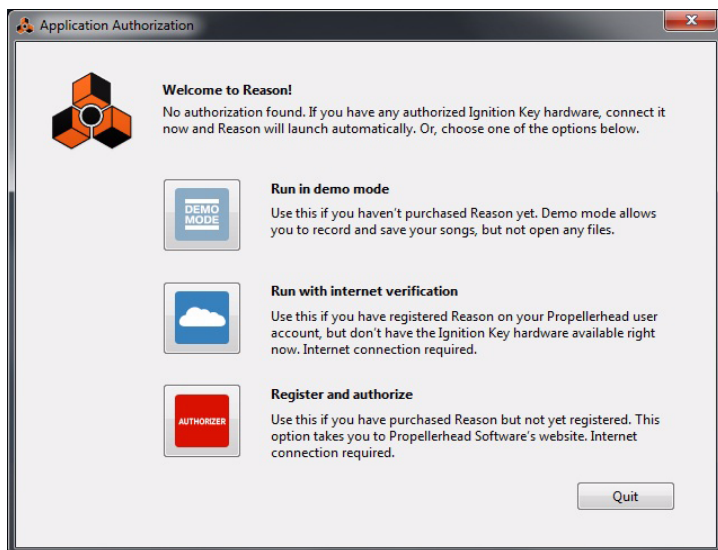 Application Authorization
Welcome to Reason!
No authorization found. If you have any authorized Ignition Key hardware, connect it
now and Reason will launch automatically. Or, choose one of the options below.
DEMO
MODE
Run in demo mode
Use this if you haven't purchased Reason yet. Demo mode allows
you to record and save your songs, but not open any files.
Run with internet verification
Use this if you have registered Reason on your Propellerhead user
account, but don't have the Ignition Key hardware available right
now. Internet connection required.
AUTHORIZER
Register and authorize
Use this if you have purchased Reason but not yet registered. This
option takes you to Propellerhead Software's website. Internet
connection required.
Quit